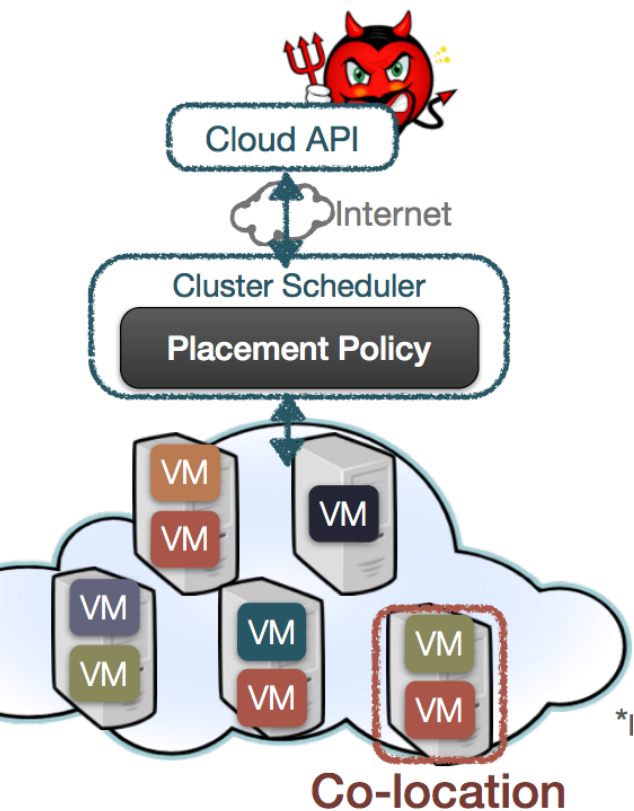 Cloud API
Internet
Cluster Scheduler
Placement Policy
VM
VM
VM
VM
VM
VM
VM
VM
VM
Co-location